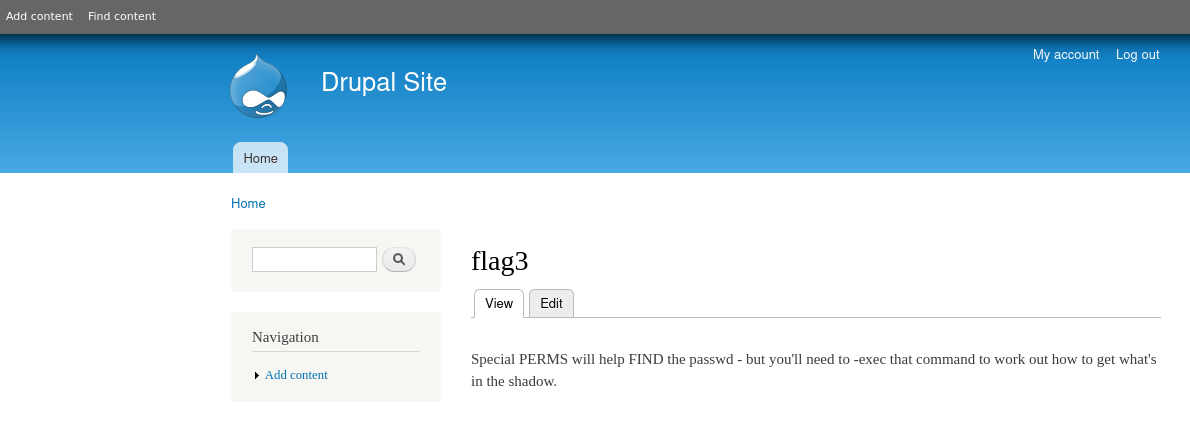 Add content Find content
My account Log out
Drupal Site
Home
Home
flag3
View Edit
Navigation
Add content
Special PERMS will help FIND the passwd - but you'll need to -exec that command to work out how to get what's
in the shadow.